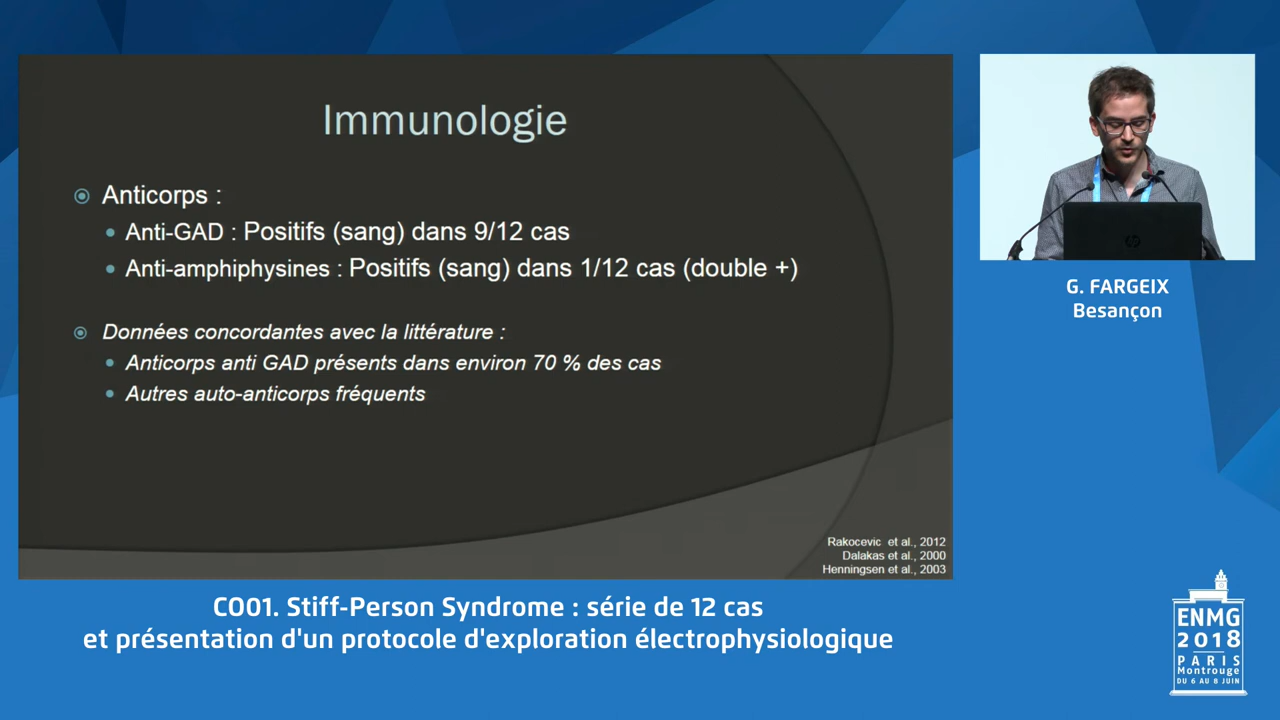 Immunologie
Anticorps :
Anti-GAD : Positifs (sang) dans 9/12 cas
Anti-amphiphysines : Positifs (sang) dans 1/12 cas (double +)
Données concordantes avec la littérature :
Anticorps anti GAD présents dans environ 70 % des cas
Autres auto-anticorps fréquents
Rakocevic et al., 2012
Dalakas et al., 2000
Henningsen et al., 2003
G. FARGEIX
Besançon
CO01. Stiff-Person Syndrome : série de 12 cas
et présentation d'un protocole d'exploration électrophysiologique
ENMG
2018
PARIS
Montrouge
DU 6 AU 8 JUIN